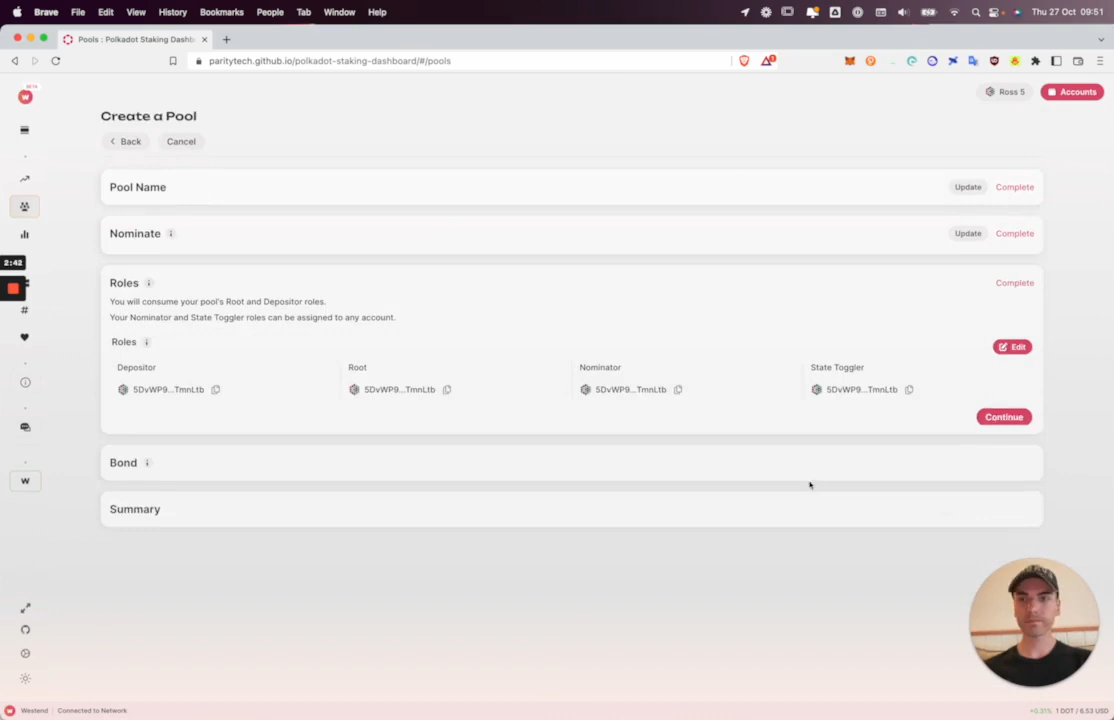 Brave File Edit View History Bookmarks People Tab Window Help
Thu 27 Oct 09:51
Pools : Polkadot Staking Dashb
paritytech.github.io/polkadot-staking-dashboard/#/pools
1
BETA
W
Ross 5
Accounts
Create a Pool
Back
Cancel
Pool Name
Update
Complete
Nominate
Update
Complete
2:42
Roles
Complete
You will consume your pool's Root and Depositor roles.
Your Nominator and State Toggler roles can be assigned to any account.
Roles
Edit
Depositor
Root
Nominator
State Toggler
5DvWP9...TmnLtb
5DvWP9...TmnLtb
5DvWP9...TmnLtb
5DvWP9...TmnLtb
Continue
Bond
W
Summary
W
Westend
Connected to Network
+0.31% 1 DOT / 6.53 USD